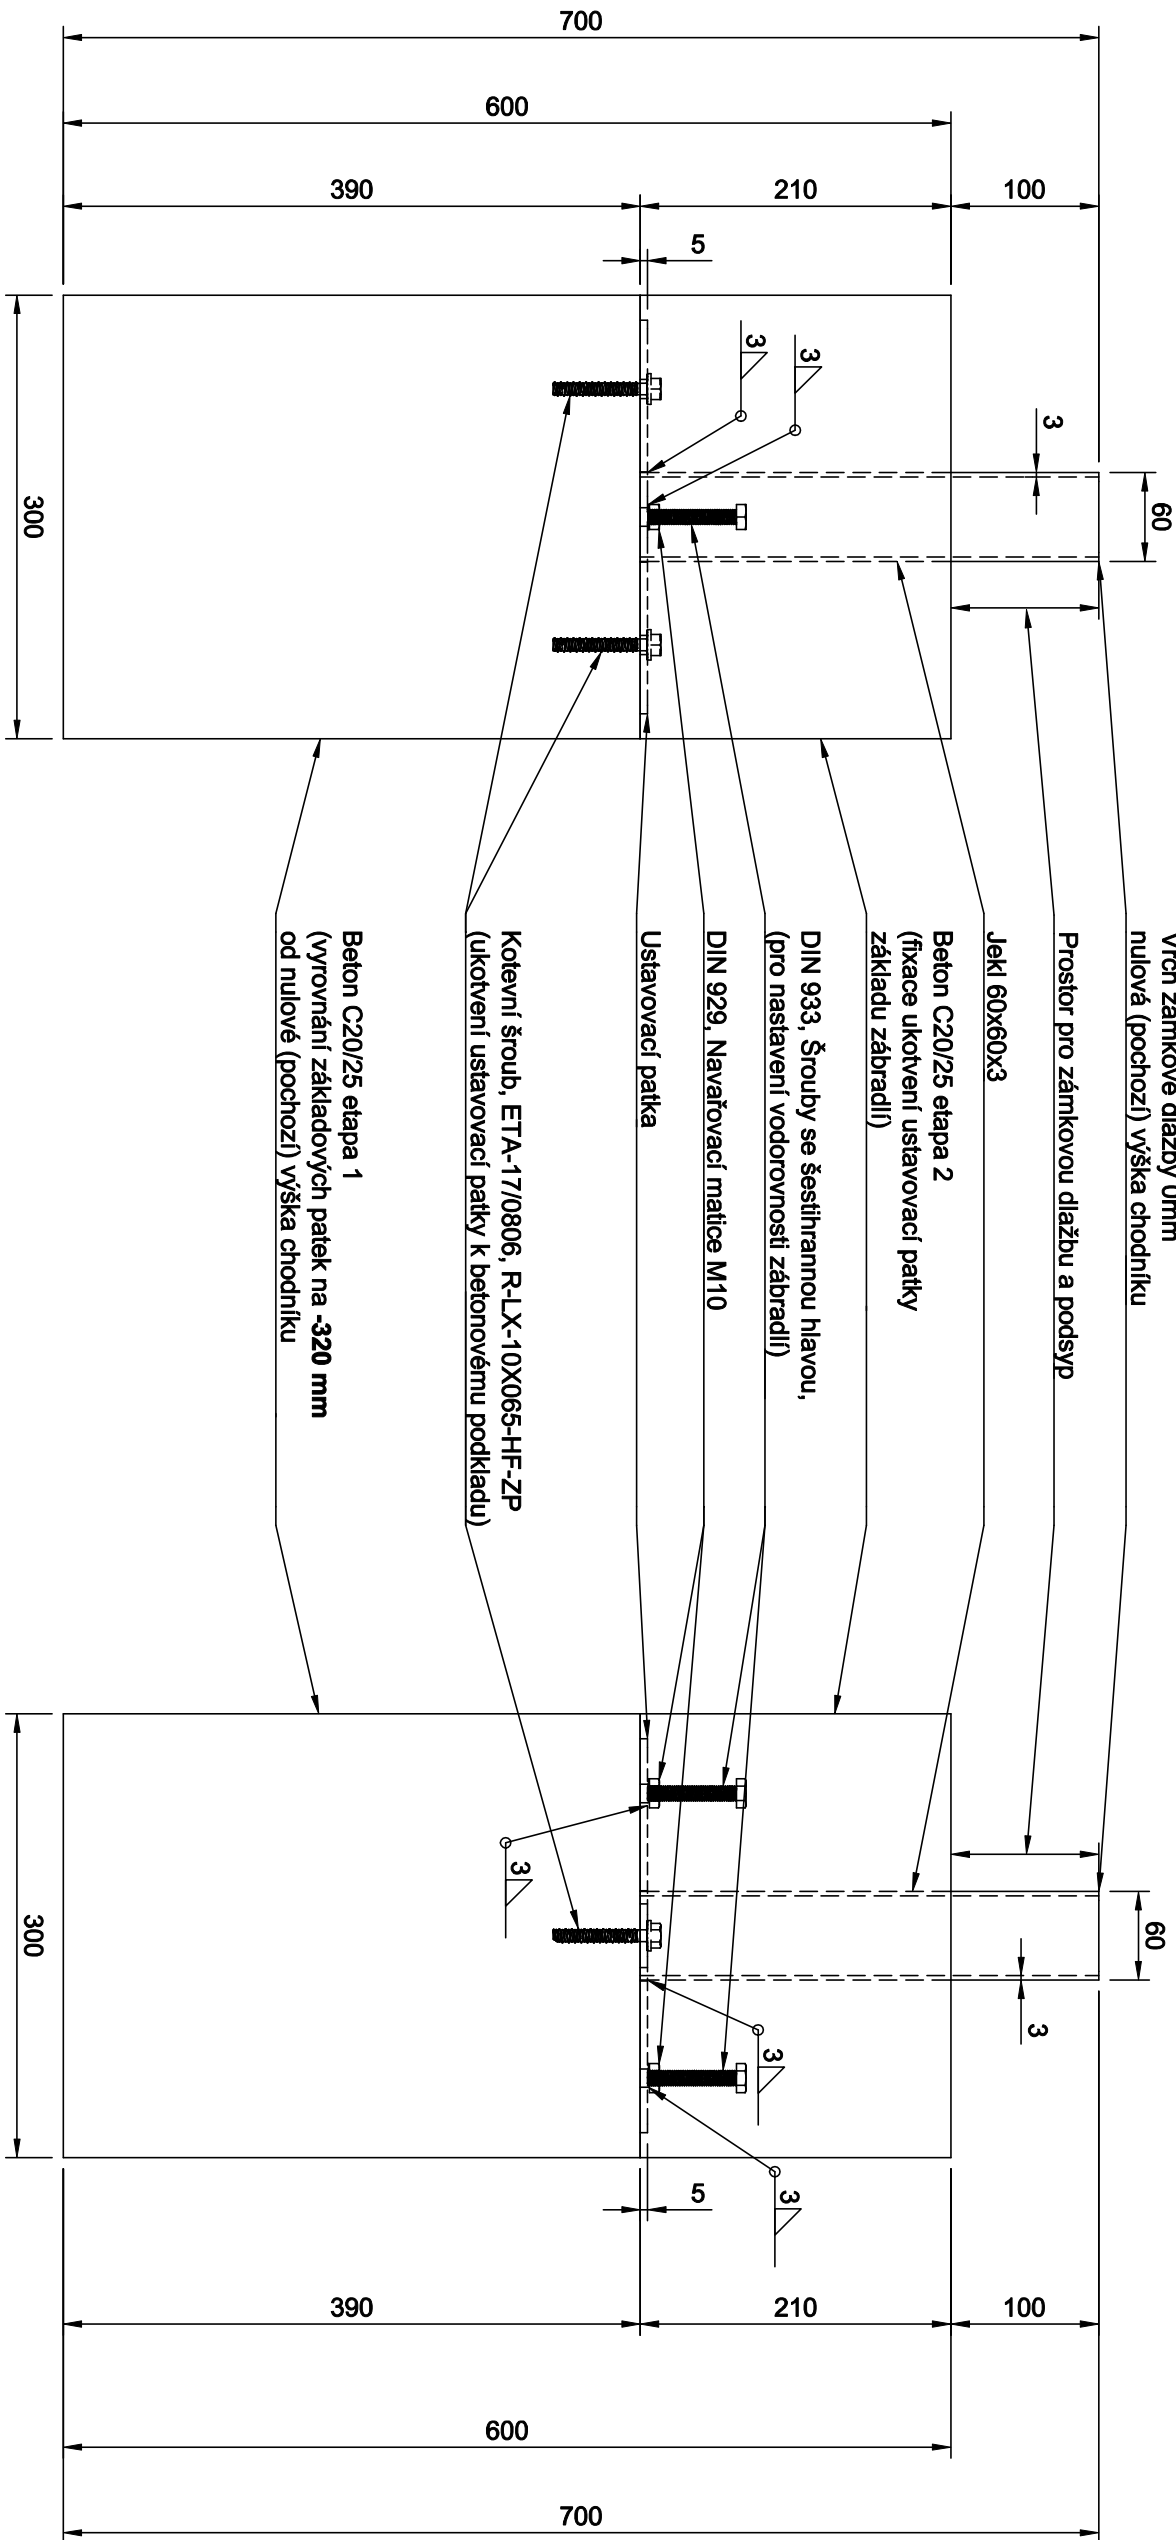 Vrch zámkové dlažby 0mm
nulová (pochozí) výška chodníku
Prostor pro zámkovou dlažbu a podsyp
Jekl 60x60x3
Beton C20/25 etapa 2
(fixace ukotvení ustavovací patky
základu zábradlí)
DIN 933, Šrouby se šestihrannou hlavou,
(pro nastavení vodorovnosti zábradlí)
DIN 929, Navařovací matice M10
Ustavovací patka
Kotevní šroub, ETA-17/0806, R-LX-10X065-HF-ZP
(ukotvení ustavovací patky k betonovému podkladu)
Beton C20/25 etapa 1
(vyrovnání základových patek na -320 mm
od nulové (pochozí) výška chodníku
700
600
390
210
100
5
3
3
3
60
300
60
3
3
3
3
5
300
390
210
100
600
700